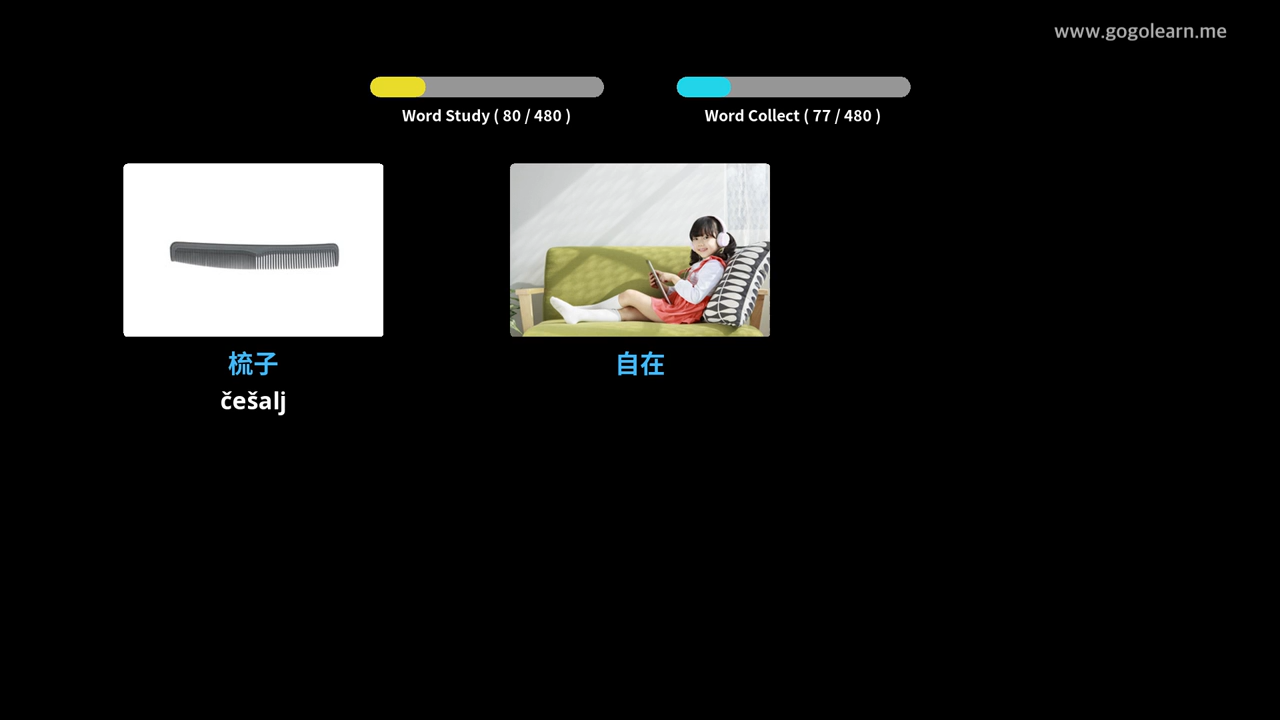 www.gogolearn.me
Word Study ( 80 / 480 )
Word Collect ( 77 / 480 )
梳子
češalj
自在